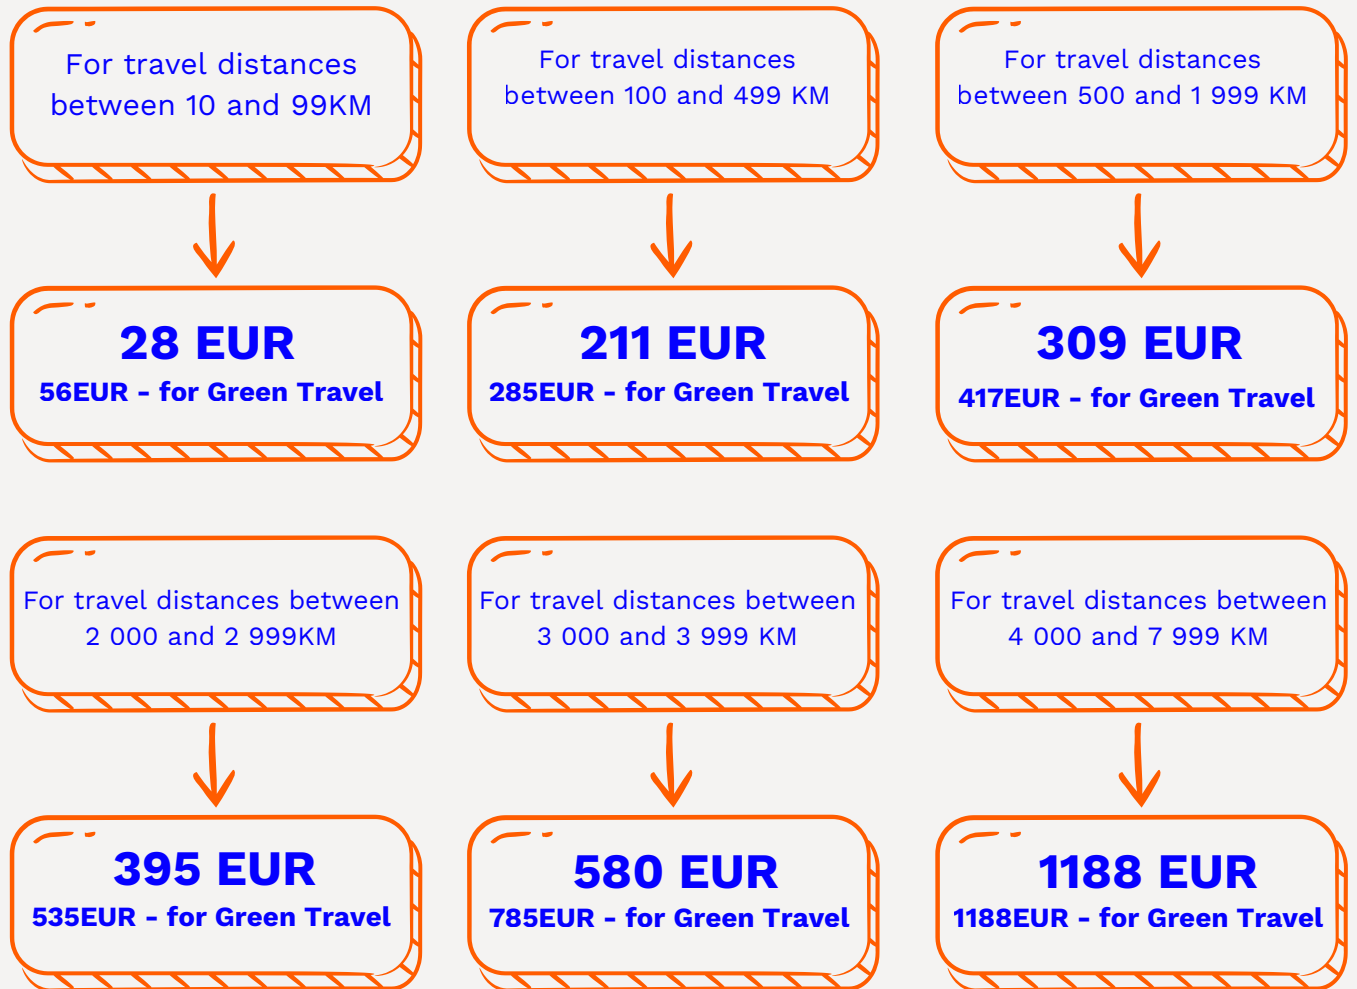 For travel distances
between 10 and 99KM
For travel distances
between 100 and 499 KM
For travel distances
between 500 and 1 999 KM
28 EUR
56EUR - for Green Travel
211 EUR
285EUR - for Green Travel
309 EUR
417EUR - for Green Travel
For travel distances between
2 000 and 2 999KM
For travel distances between
3 000 and 3 999 KM
For travel distances between
4 000 and 7 999 KM
395 EUR
535EUR - for Green Travel
580 EUR
785EUR - for Green Travel
1188 EUR
1188EUR - for Green Travel